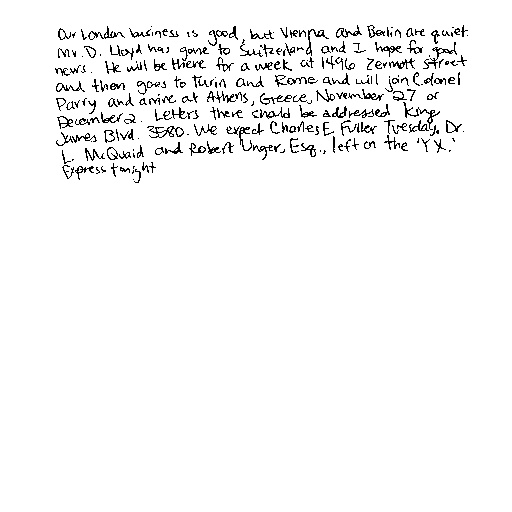 Our London business is good, but Vienna and Berlin are quiet.
Mr. D. Lloyd has gone to Switzerland and I hope for good
news. He will be there for a week at 1496 Zermott Street
and then goes to Turin and Rome and will join Colonel
Parry and arrive at Athens, Greece, November 27 or
December 2. Letters there should be addressed King
James Blvd. 3580. We expect Charles E. Fuller Tuesday. Dr.
L. McQuaid and Robert Unger, Esq., left on the 'Y.X.'
Express tonight